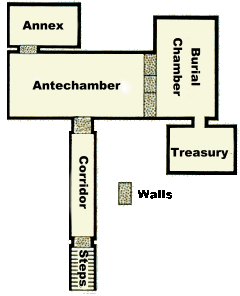 Annex
Antechamber
Burial
Chamber
Treasury
Corridor
Walls
Steps